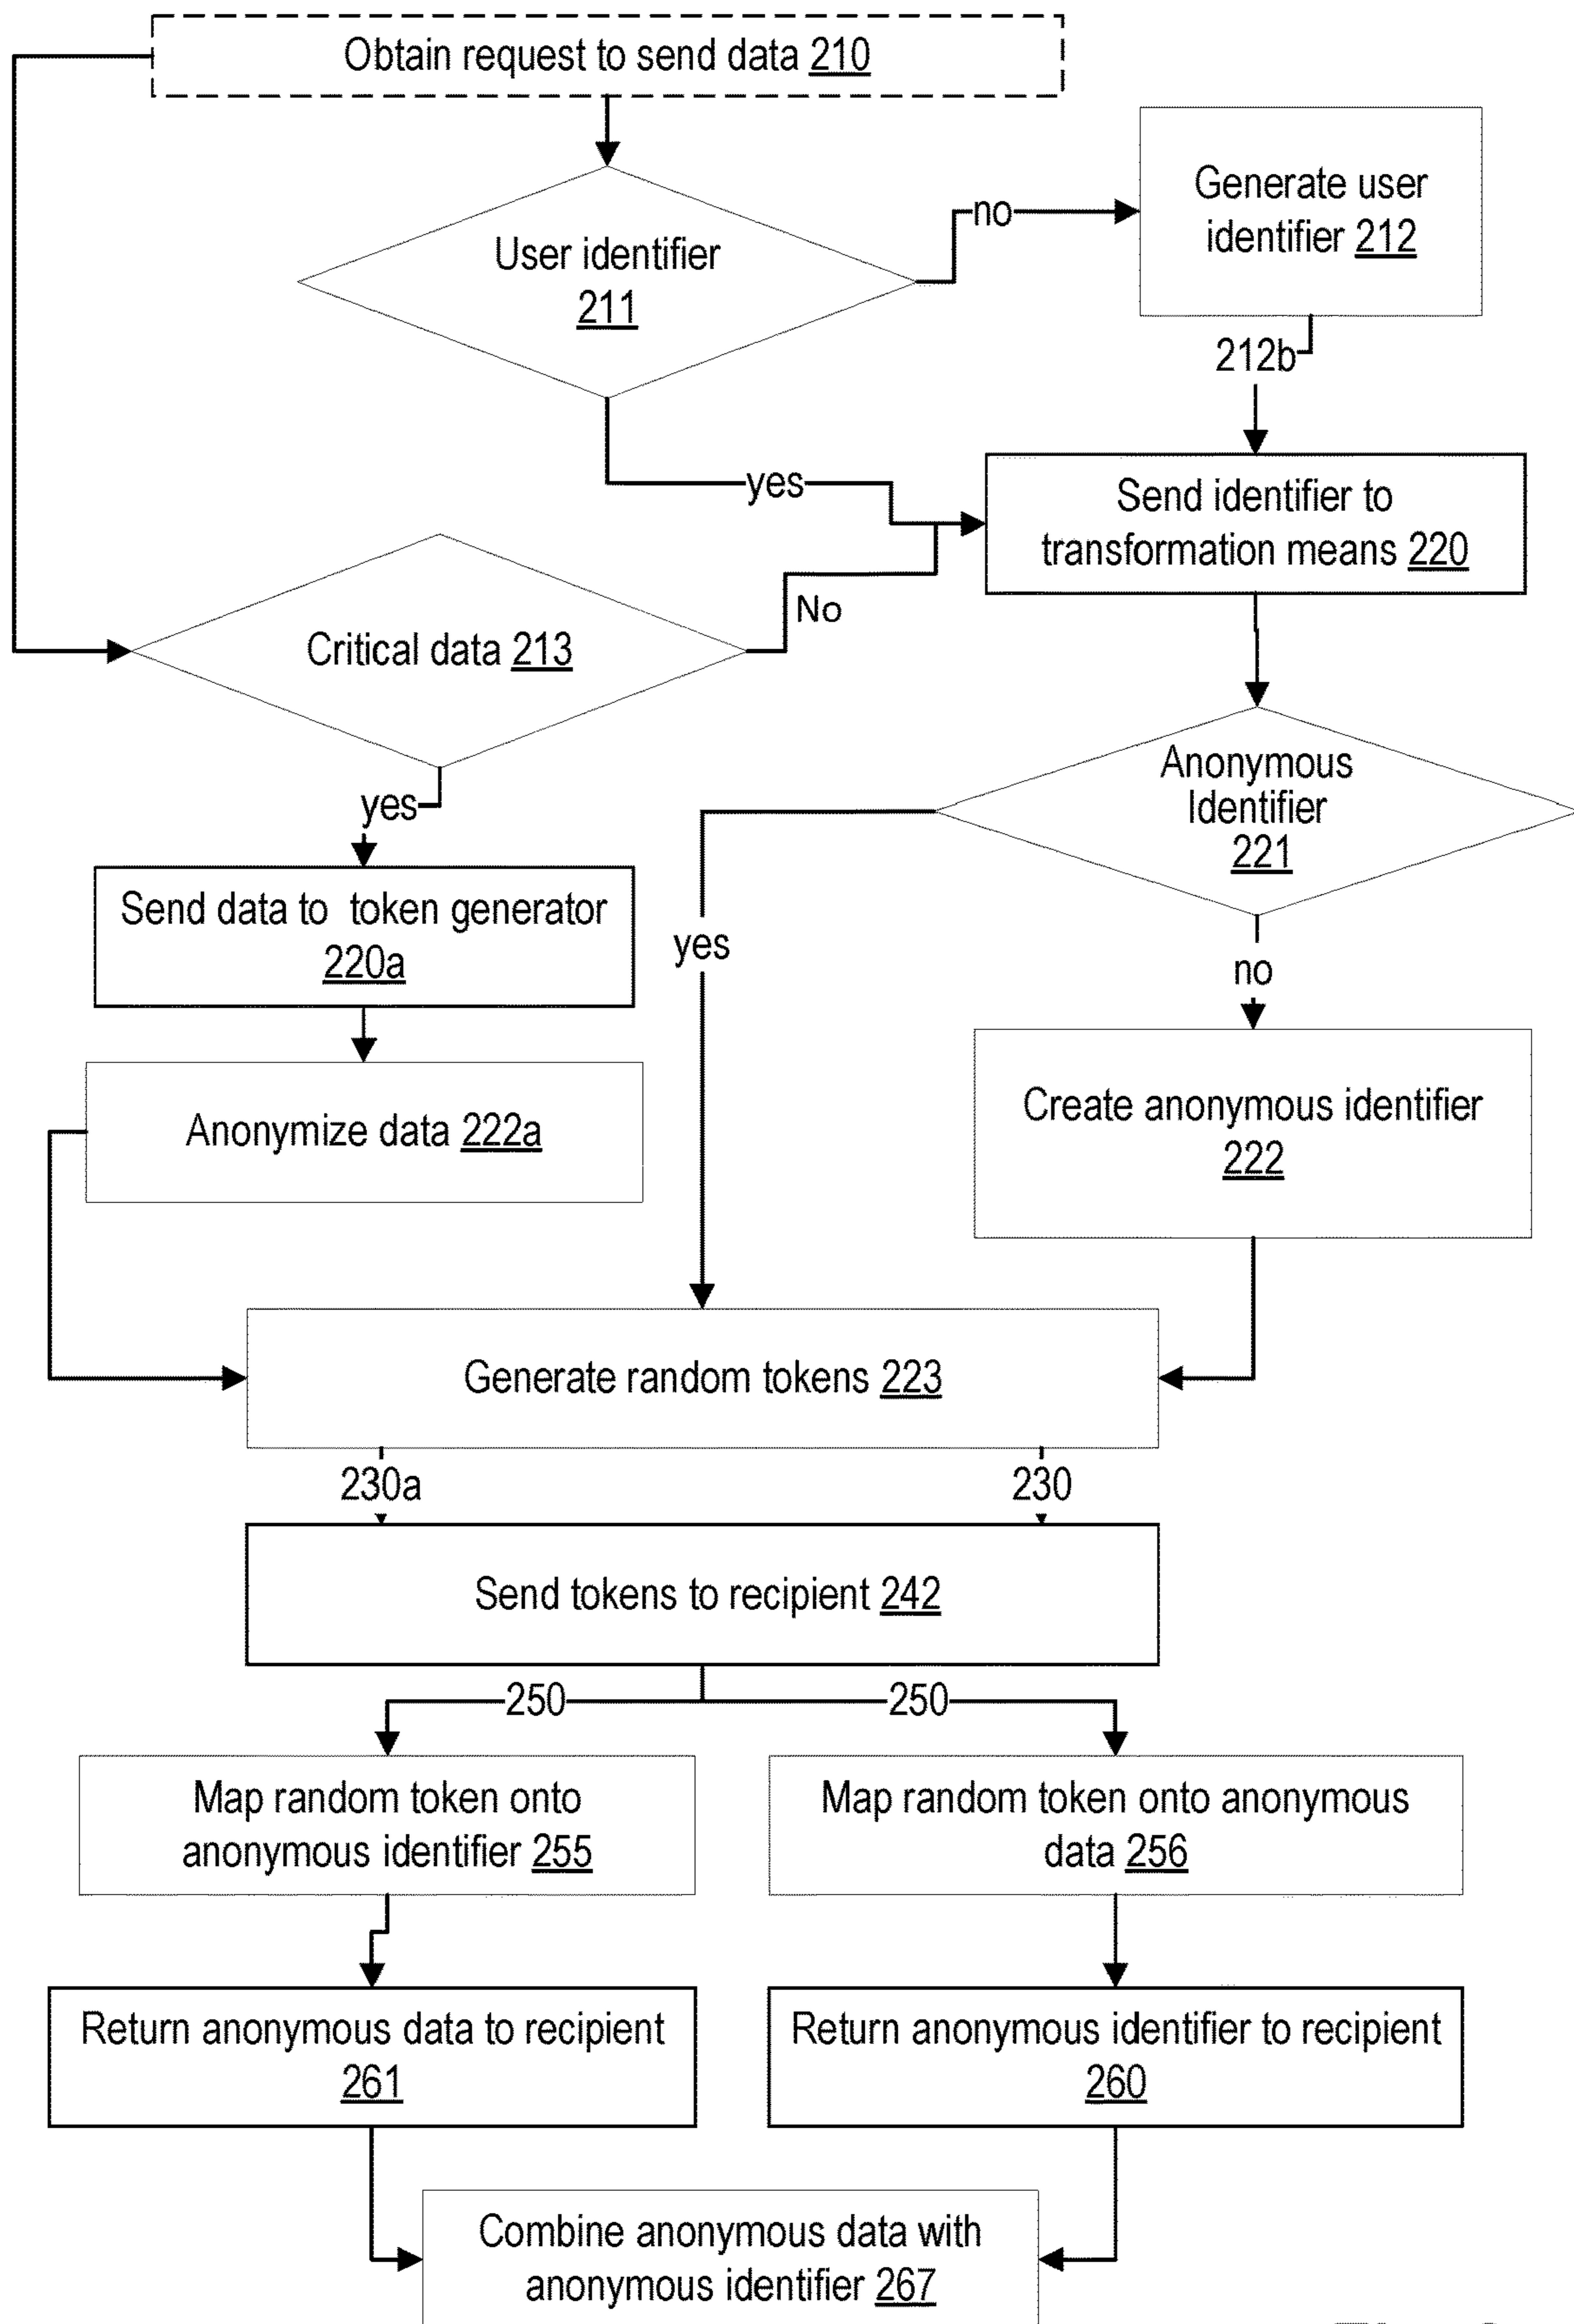 Obtain request to send data 210
Generate user
identifier 212
no
User identifier
211
212b
yes
Send identifier to
transformation means 220
No
Critical data 213
Anonymous
Identifier
221
yes
Send data to token generator
220a
yes
no
Anonymize data 222a
Create anonymous identifier
222
Generate random tokens 223
230a
230
Send tokens to recipient 242
250
250
Map random token onto
anonymous identifier 255
Map random token onto anonymous
data 256
Return anonymous data to recipient
261
Return anonymous identifier to recipient
260
Combine anonymous data with
anonymous identifier 267